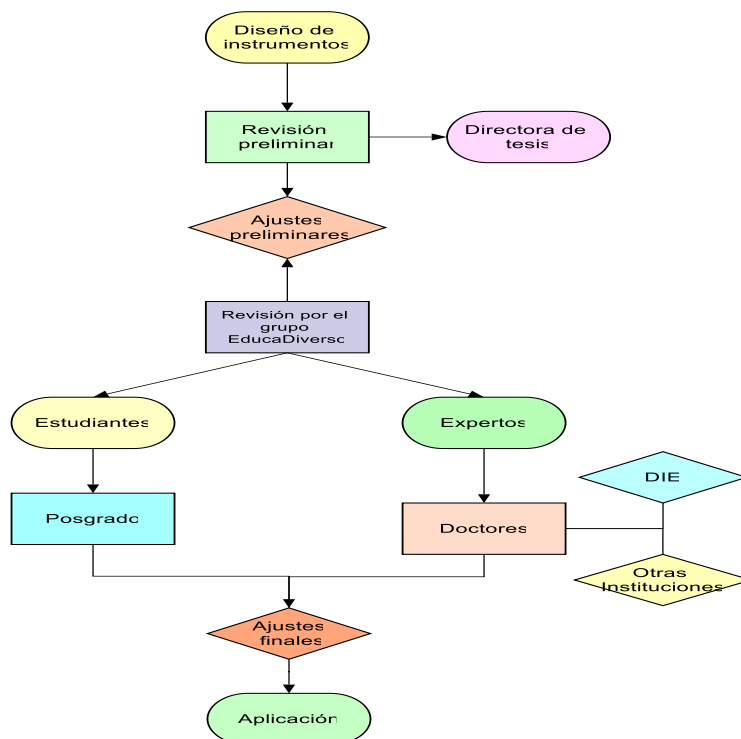 Diseño de
instrumentos
Revisión
preliminar
Directora de
tesis
Ajustes
preliminares
Revisión por el
grupo
EducaDiverso
Estudiantes
Expertos
DIE
Posgrado
Doctores
Otras
Instituciones
Ajustes
finales
Aplicación